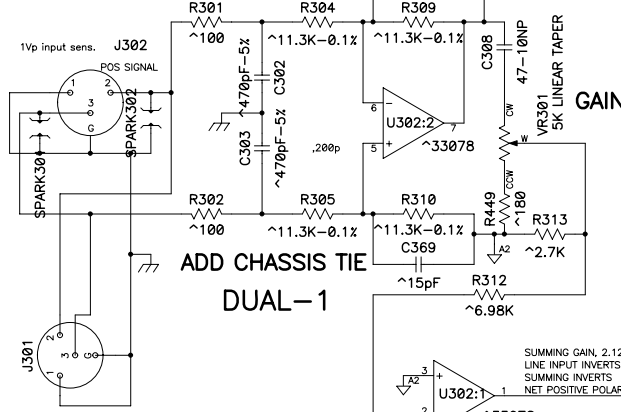 R301
^100
R304
^11.3K-0.1%
R309
^11.3K-0.1%
1Vp input sens.
J302
POS SIGNAL
1
2
3
G
SPARK301
SPARK302
^470pF-5%
C302
C303
^470pF-5%
,200p
6
-
5
+
U302:2
7
^33078
C308
47-10NP
CW
W
CCW
VR301
5K LINEAR TAPER
GAIN
R449
^180
R302
^100
R305
^11.3K-0.1%
R310
^11.3K-0.1%
C369
^15pF
A2
R313
^2.7K
R312
^6.98K
ADD CHASSIS TIE
DUAL-1
J301
2
3
G
1
A2
3
+
U302:1
1
2
SUMMING GAIN, 2.12
LINE INPUT INVERTS
SUMMING INVERTS
NET POSITIVE POLAR